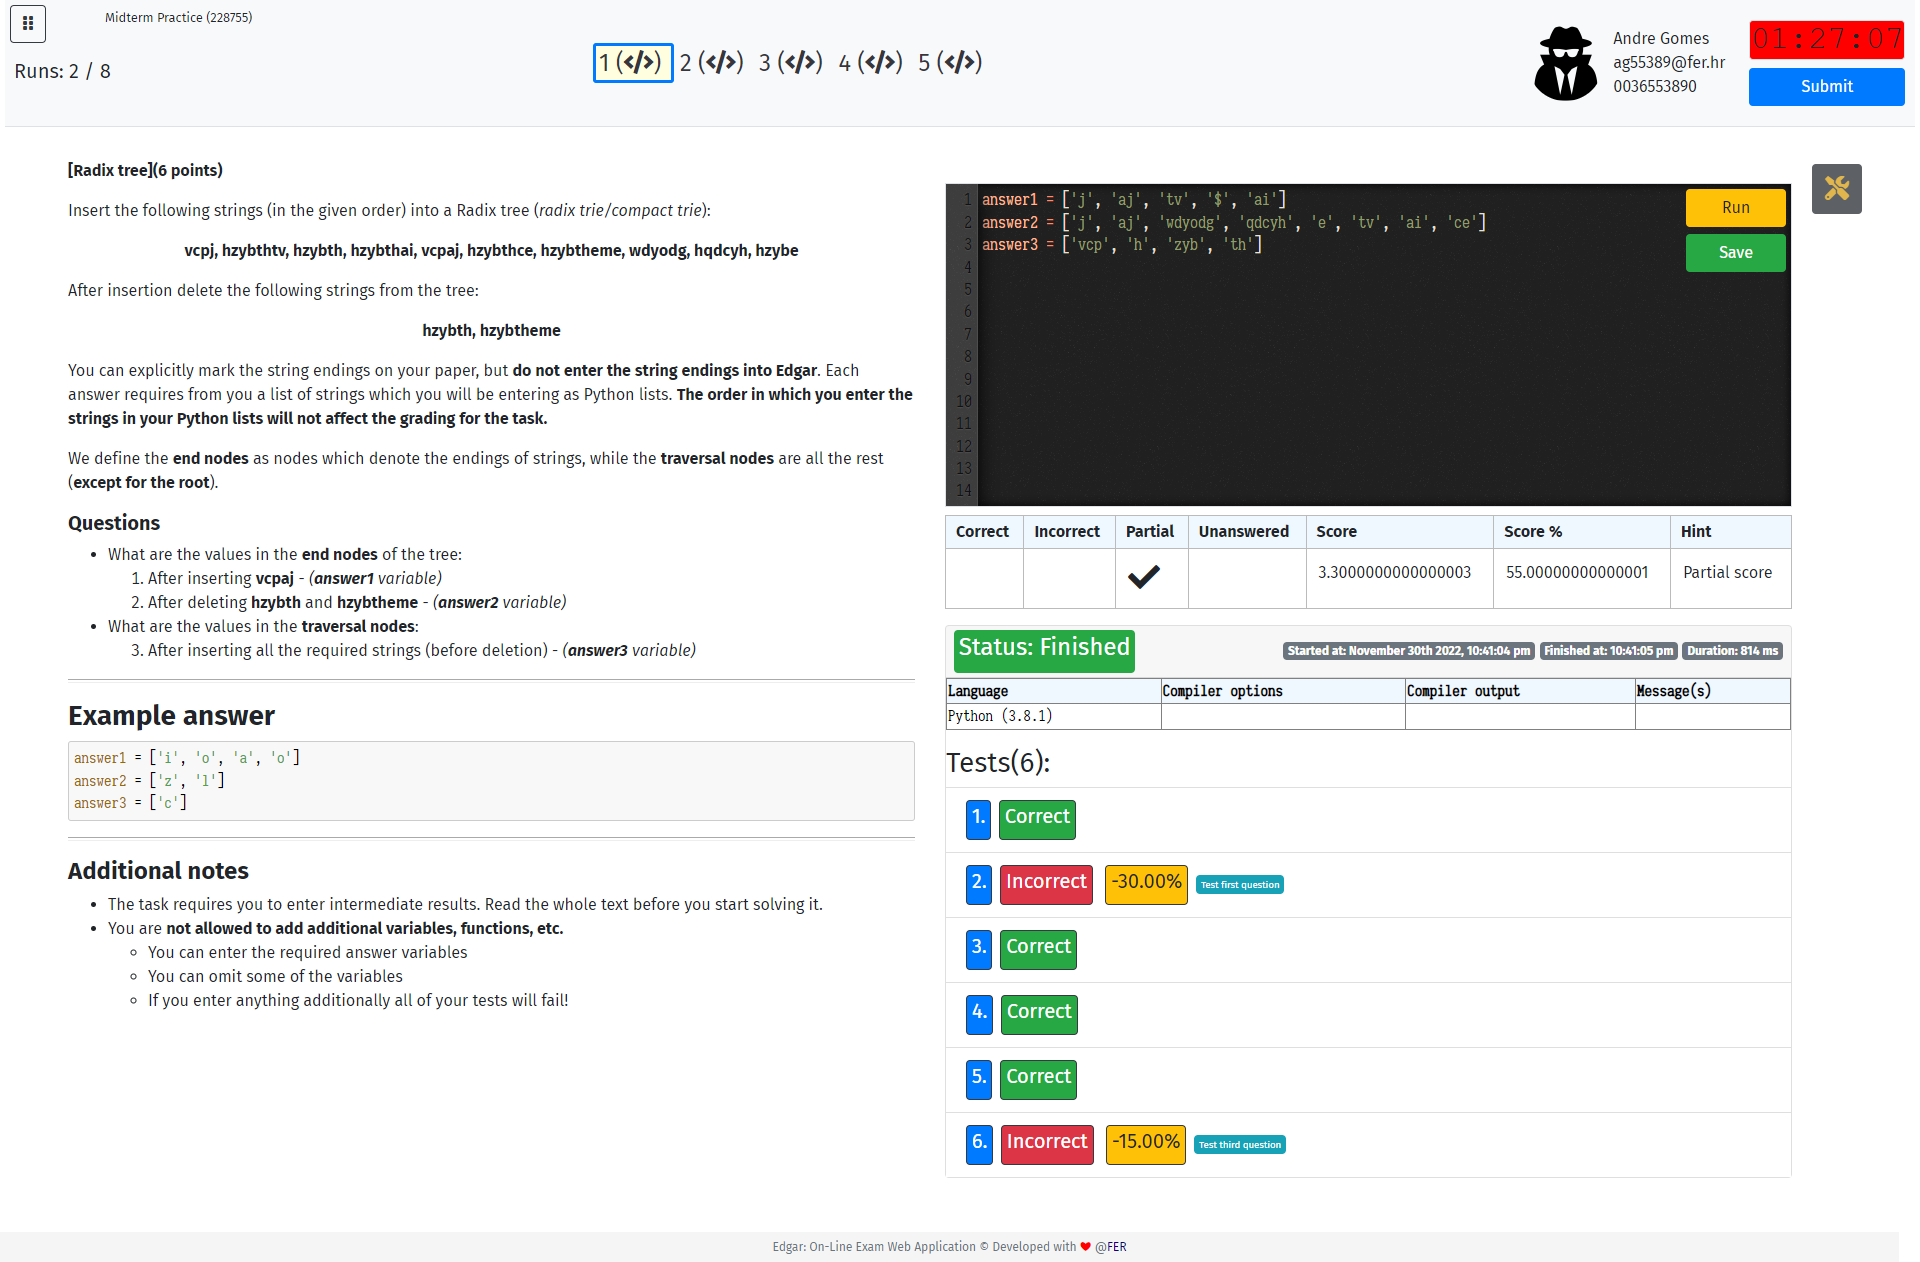 Midterm Practice (228755)
Runs: 2 / 8
1 (</>) 2 (</>) 3 (</>) 4 (</>) 5 (</>)
Andre Gomes
ag55389@fer.hr
0036553890
01:27:07
Submit
[Radix tree](6 points)
Insert the following strings (in the given order) into a Radix tree (radix trie/compact trie):
vcpj, hzybthtv, hzybth, hzybthai, vcpaj, hzybthce, hzybtheme, wdyodg, hqdcyh, hzybe
After insertion delete the following strings from the tree:
hzybth, hzybtheme
You can explicitly mark the string endings on your paper, but do not enter the string endings into Edgar. Each
answer requires from you a list of strings which you will be entering as Python lists. The order in which you enter the
strings in your Python lists will not affect the grading for the task.
We define the end nodes as nodes which denote the endings of strings, while the traversal nodes are all the rest
(except for the root).
Questions
• What are the values in the end nodes of the tree:
1. After inserting vcpaj - (answer1 variable)
2. After deleting hzybth and hzybtheme - (answer2 variable)
• What are the values in the traversal nodes:
3. After inserting all the required strings (before deletion) - (answer3 variable)
Example answer
answer1 = ['i', 'o', 'a', 'o']
answer2 = ['z', 'l']
answer3 = ['c']
Additional notes
• The task requires you to enter intermediate results. Read the whole text before you start solving it.
• You are not allowed to add additional variables, functions, etc.
◦ You can enter the required answer variables
◦ You can omit some of the variables
◦ If you enter anything additionally all of your tests will fail!
1 answer1 = ['j', 'aj', 'tv', '$', 'ai']
2 answer2 = ['j', 'aj', 'wdyodg', 'qdcyh', 'e', 'tv', 'ai', 'ce']
3 answer3 = ['vcp', 'h', 'zyb', 'th']
4
5
6
7
8
9
10
11
12
13
14
Run
Save
Correct Incorrect Partial Unanswered Score Score % Hint
3.3000000000000003 55.00000000000001 Partial score
Status: Finished
Started at: November 30th 2022, 10:41:04 pm Finished at: 10:41:05 pm Duration: 814 ms
Language Compiler options Compiler output Message(s)
Python (3.8.1)
Tests(6):
1. Correct
2. Incorrect -30.00% Test first question
3. Correct
4. Correct
5. Correct
6. Incorrect -15.00% Test third question
Edgar: On-Line Exam Web Application © Developed with ♥ @FER